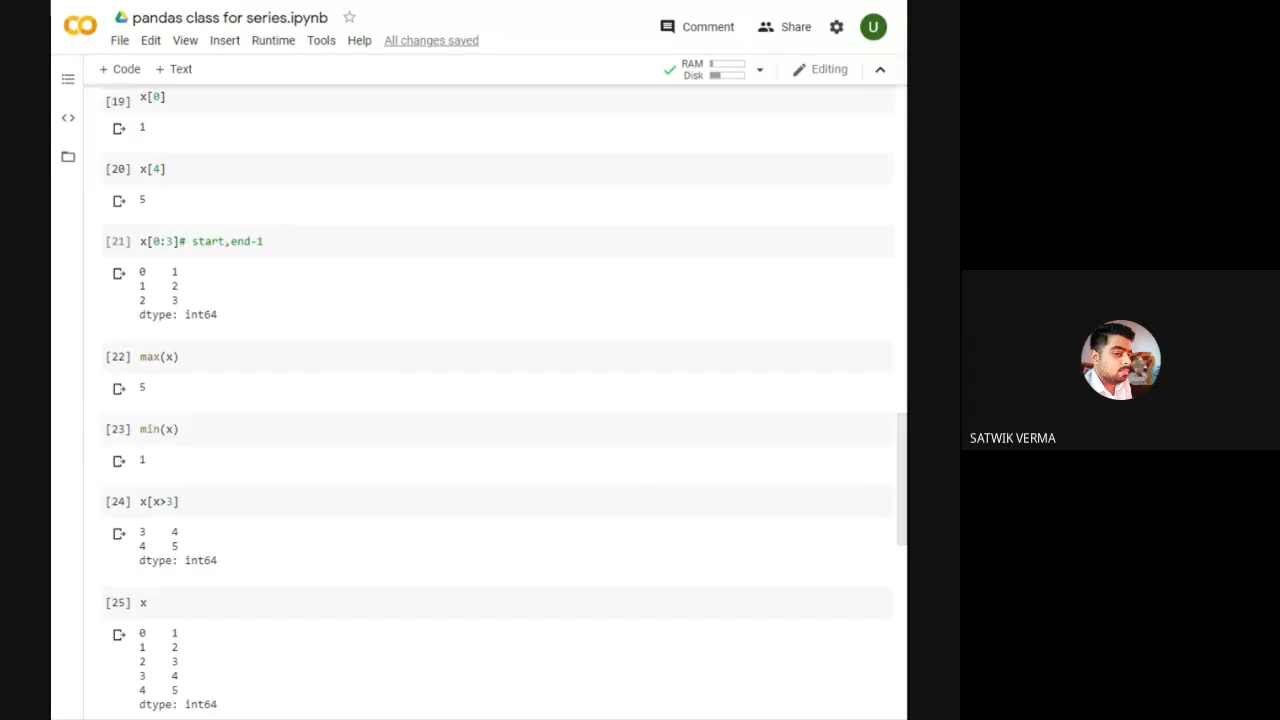 pandas class for series.ipynb
File Edit View Insert Runtime Tools Help All changes saved
Comment Share U
+ Code + Text
RAM
Disk
Editing
[19] x[0]
1
[20] x[4]
5
[21] x[0:3]# start,end-1
0 1
1 2
2 3
dtype: int64
[22] max(x)
5
[23] min(x)
1
[24] x[x>3]
3 4
4 5
dtype: int64
[25] x
0 1
1 2
2 3
3 4
4 5
dtype: int64
SATWIK VERMA